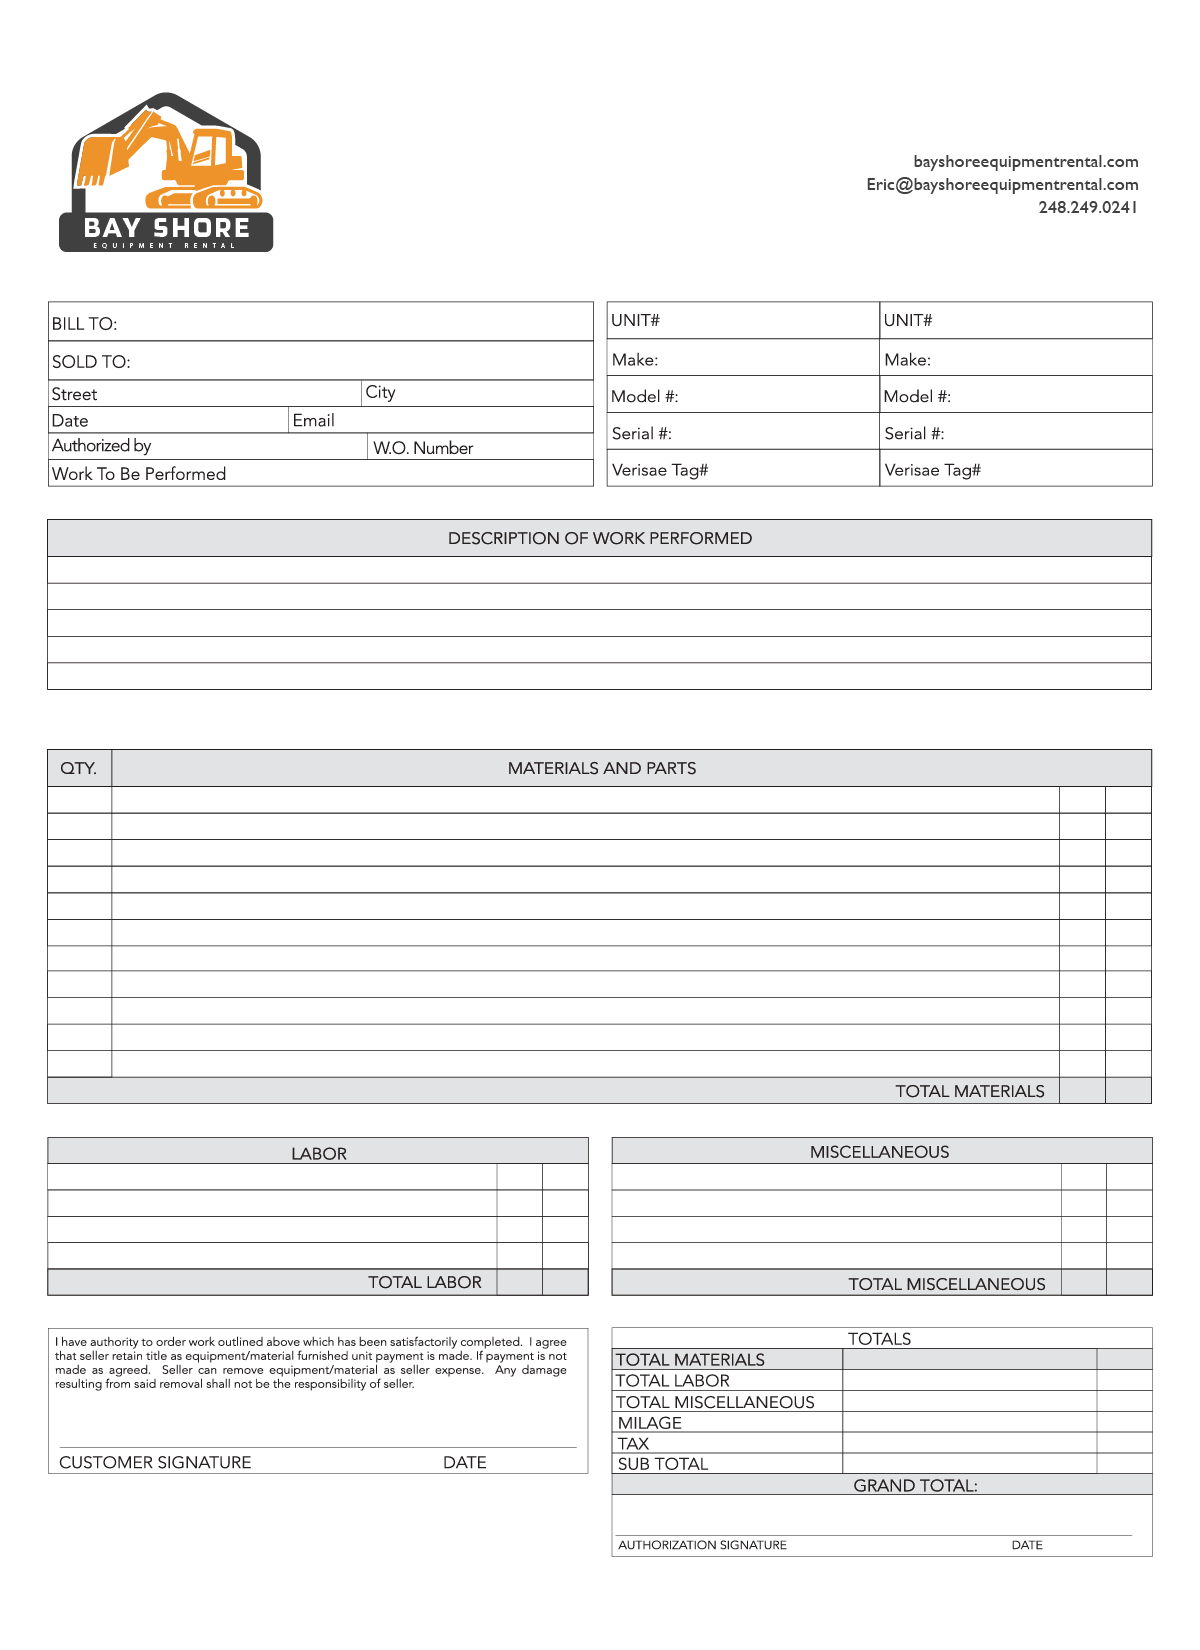 BAY SHORE
EQUIPMENT RENTAL
bayshoreequipmentrental.com
Eric@bayshoreequipmentrental.com
248.249.0241
BILL TO:
SOLD TO:
Street City
Date Email
Authorized by W.O. Number
Work To Be Performed
UNIT# UNIT#
Make: Make:
Model #: Model #:
Serial #: Serial #:
Verisae Tag# Verisae Tag#
DESCRIPTION OF WORK PERFORMED
QTY. MATERIALS AND PARTS
TOTAL MATERIALS
LABOR
TOTAL LABOR
MISCELLANEOUS
TOTAL MISCELLANEOUS
I have authority to order work outlined above which has been satisfactorily completed. I agree
that seller retain title as equipment/material furnished unit payment is made. If payment is not
made as agreed. Seller can remove equipment/material as seller expense. Any damage
resulting from said removal shall not be the responsibility of seller.
CUSTOMER SIGNATURE DATE
TOTALS
TOTAL MATERIALS
TOTAL LABOR
TOTAL MISCELLANEOUS
MILAGE
TAX
SUB TOTAL
GRAND TOTAL:
AUTHORIZATION SIGNATURE DATE